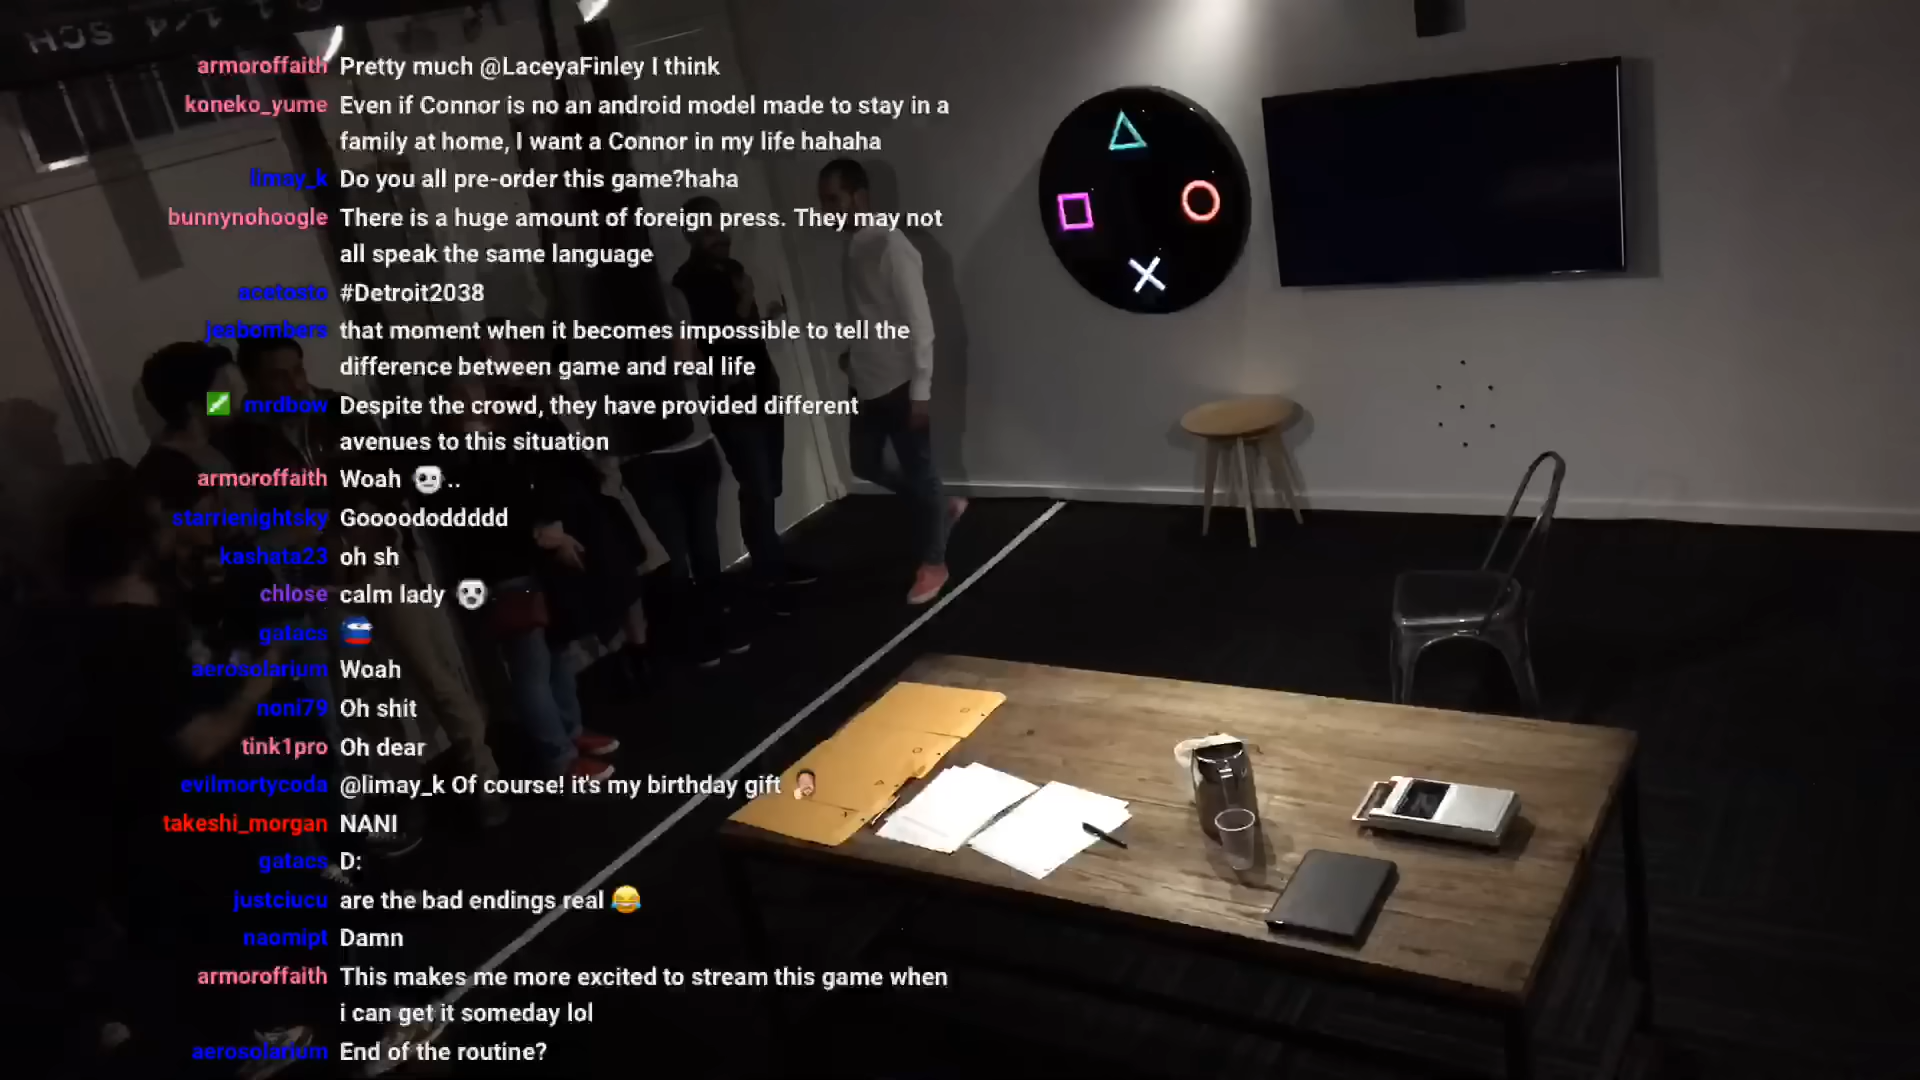 armoroffaith Pretty much @LaceyaFinley I think
koneko_yume Even if Connor is no an android model made to stay in a
family at home, I want a Connor in my life hahaha
limay_k Do you all pre-order this game?haha
bunnynohoogle There is a huge amount of foreign press. They may not
all speak the same language
acetosto #Detroit2038
jeabombers that moment when it becomes impossible to tell the
difference between game and real life
mrdbow Despite the crowd, they have provided different
avenues to this situation
armoroffaith Woah ..
starrienightsky Goooododdddd
kashata23 oh sh
chlose calm lady
gatacs
aerosolarium Woah
noni79 Oh shit
tink1pro Oh dear
evilmortycoda @limay_k Of course! it's my birthday gift
takeshi_morgan NANI
gatacs D:
justciucu are the bad endings real 😂
naomipt Damn
armoroffaith This makes me more excited to stream this game when
i can get it someday lol
aerosolarium End of the routine?